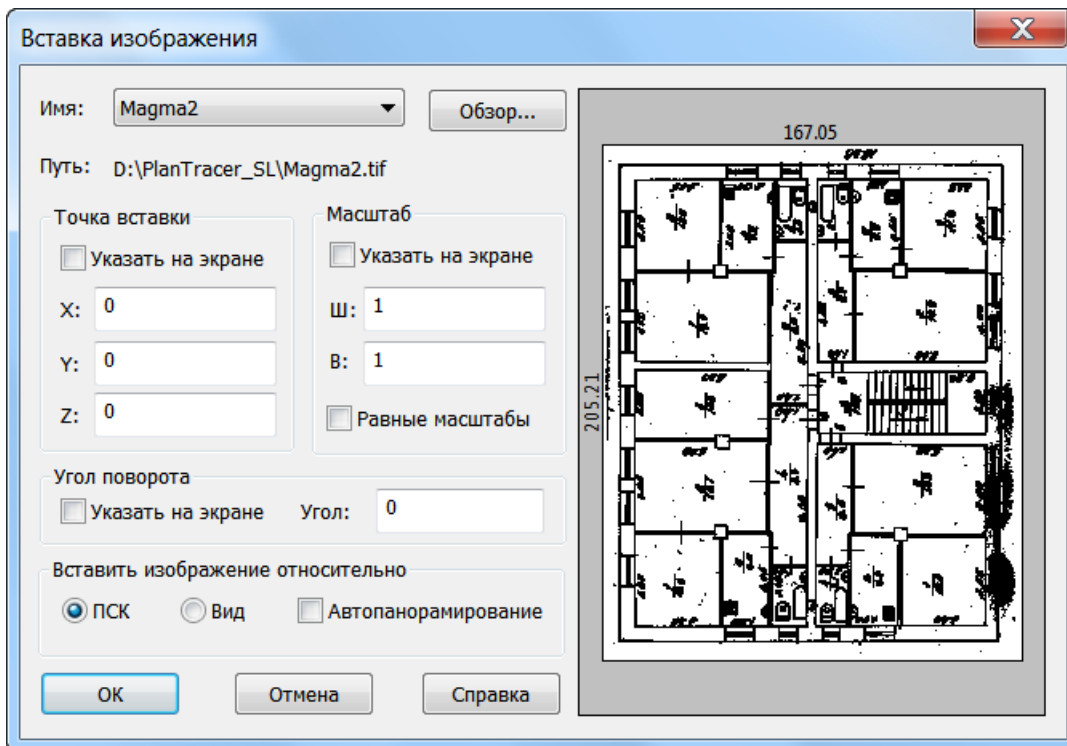 Вставка изображения
Имя: Magma2 Обзор...
Путь: D:\PlanTracer_SL\Magma2.tif
Точка вставки
Указать на экране
X: 0
Y: 0
Z: 0
Масштаб
Указать на экране
Ш: 1
В: 1
Равные масштабы
Угол поворота
Указать на экране Угол: 0
Вставить изображение относительно
ПСК Вид Автопанорамирование
ОК Отмена Справка
167.05
205.21